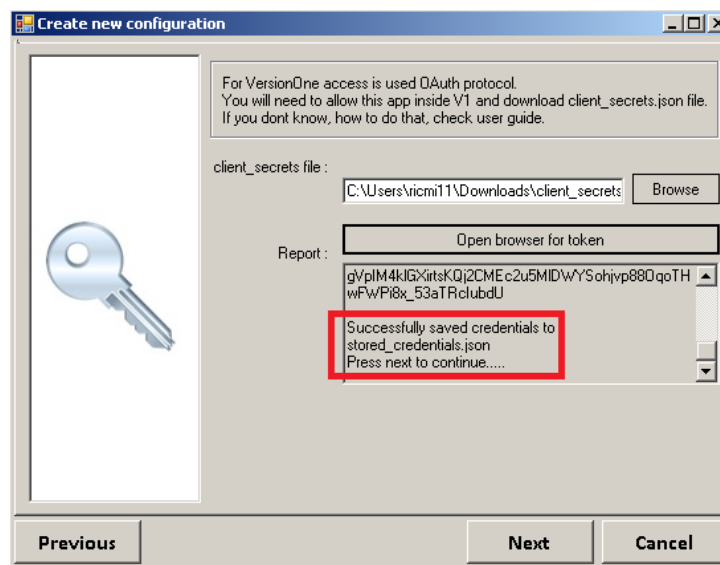 Create new configuration
For VersionOne access is used OAuth protocol.
You will need to allow this app inside V1 and download client_secrets.json file.
If you dont know, how to do that, check user guide.
client_secrets file :
C:\Users\ricmi11\Downloads\client_secrets
Browse
Open browser for token
Report :
gVpIM4klGXirtsKQj2CMEc2u5MlDWYSohjvp88OqoTH
wFWPi8x_53aTRclubdU
Successfully saved credentials to
stored_credentials.json
Press next to continue.....
Previous
Next
Cancel